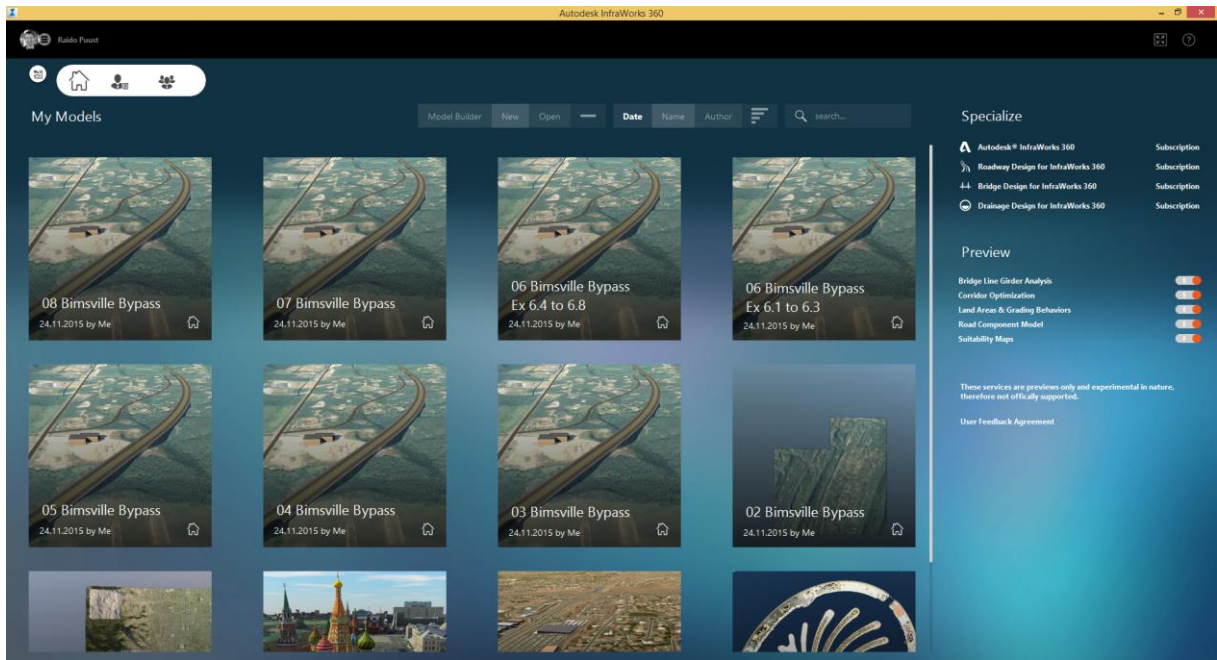 Autodesk InfraWorks 360
Raido Puust
My Models
Model Builder New Open Date Name Author search...
08 Bimsville Bypass
24.11.2015 by Me
07 Bimsville Bypass
24.11.2015 by Me
06 Bimsville Bypass
Ex 6.4 to 6.8
24.11.2015 by Me
06 Bimsville Bypass
Ex 6.1 to 6.3
24.11.2015 by Me
05 Bimsville Bypass
24.11.2015 by Me
04 Bimsville Bypass
24.11.2015 by Me
03 Bimsville Bypass
24.11.2015 by Me
02 Bimsville Bypass
24.11.2015 by Me
Specialize
Autodesk® InfraWorks 360 Subscription
Roadway Design for InfraWorks 360 Subscription
Bridge Design for InfraWorks 360 Subscription
Drainage Design for InfraWorks 360 Subscription
Preview
Bridge Line Girder Analysis
Corridor Optimization
Land Areas & Grading Behaviors
Road Component Model
Suitability Maps
These services are previews only and experimental in nature,
therefore not offically supported.
User Feedback Agreement